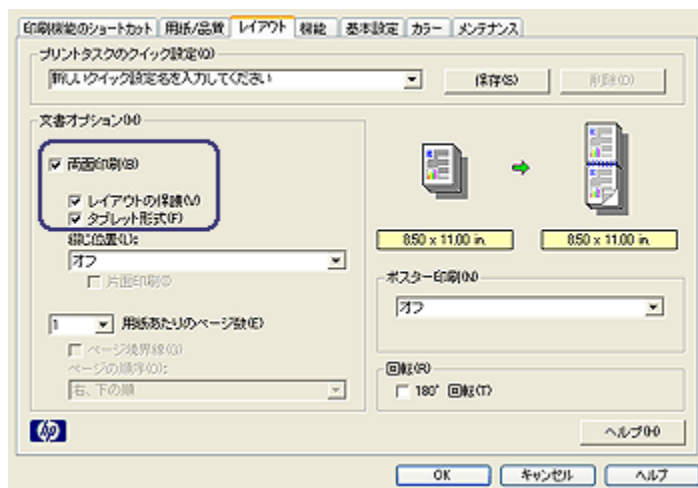 印刷機能のショートカット 用紙/品質 レイアウト 機能 基本設定 カラー メンテナンス
プリントタスクのクイック設定(Q)
新しいクイック設定名を入力してください 保存(S) 削除(D)
文書オプション(H)
両面印刷(B)
レイアウトの保護(V)
タブレット形式(F)
綴じ位置(L):
オフ
片面印刷(I)
1 用紙あたりのページ数(E)
ページ境界線(G)
ページの順序(O):
右、下の順
8.50 x 11.00 in.
8.50 x 11.00 in.
ポスター印刷(N)
オフ
回転(R)
180° 回転(T)
hp
ヘルプ(H)
OK キャンセル ヘルプ